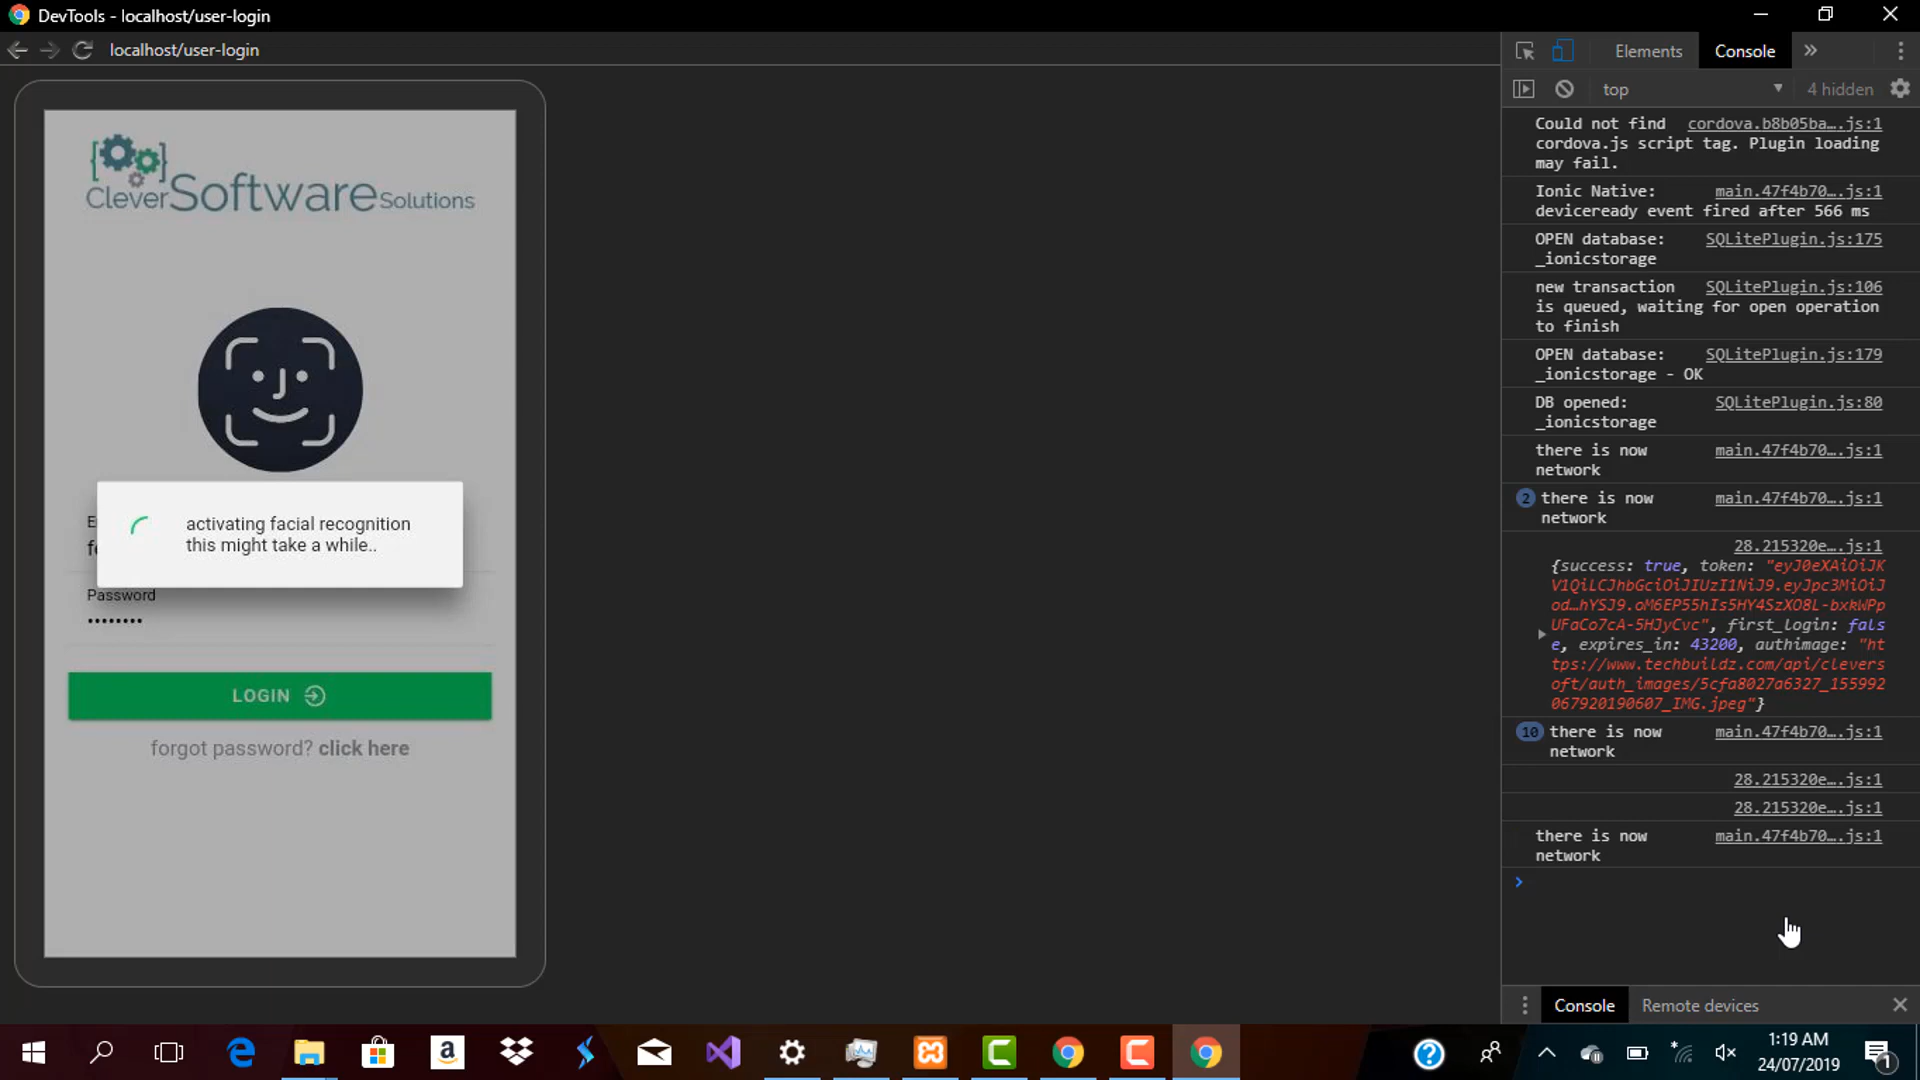 DevTools - localhost/user-login
localhost/user-login
CleverSoftwareSolutions
activating facial recognition
this might take a while..
Password
••••••••
LOGIN
forgot password? click here
Elements
Console
top
4 hidden
Could not find cordova.b8b05ba….js:1
cordova.js script tag. Plugin loading
may fail.
Ionic Native: main.47f4b70….js:1
deviceready event fired after 566 ms
OPEN database: SQLitePlugin.js:175
_ionicstorage
new transaction SQLitePlugin.js:106
is queued, waiting for open operation
to finish
OPEN database: SQLitePlugin.js:179
_ionicstorage - OK
DB opened: SQLitePlugin.js:80
_ionicstorage
there is now main.47f4b70….js:1
network
2 there is now main.47f4b70….js:1
network
28.215320e….js:1
{success: true, token: "eyJ0eXAiOiJK
V1QiLCJhbGciOiJIUzI1NiJ9.eyJpc3MiOiJ
od…hYSJ9.oM6EP55hIs5HY4SzXO8L-bxkWPp
UFaCo7cA-5HJyCvc", first_login: fals
e, expires_in: 43200, authimage: "ht
tps://www.techbuildz.com/api/clevers
oft/auth_images/5cfa8027a6327_155992
067920190607_IMG.jpeg"}
10 there is now main.47f4b70….js:1
network
28.215320e….js:1
28.215320e….js:1
there is now main.47f4b70….js:1
network
Console
Remote devices
1:19 AM
24/07/2019
1